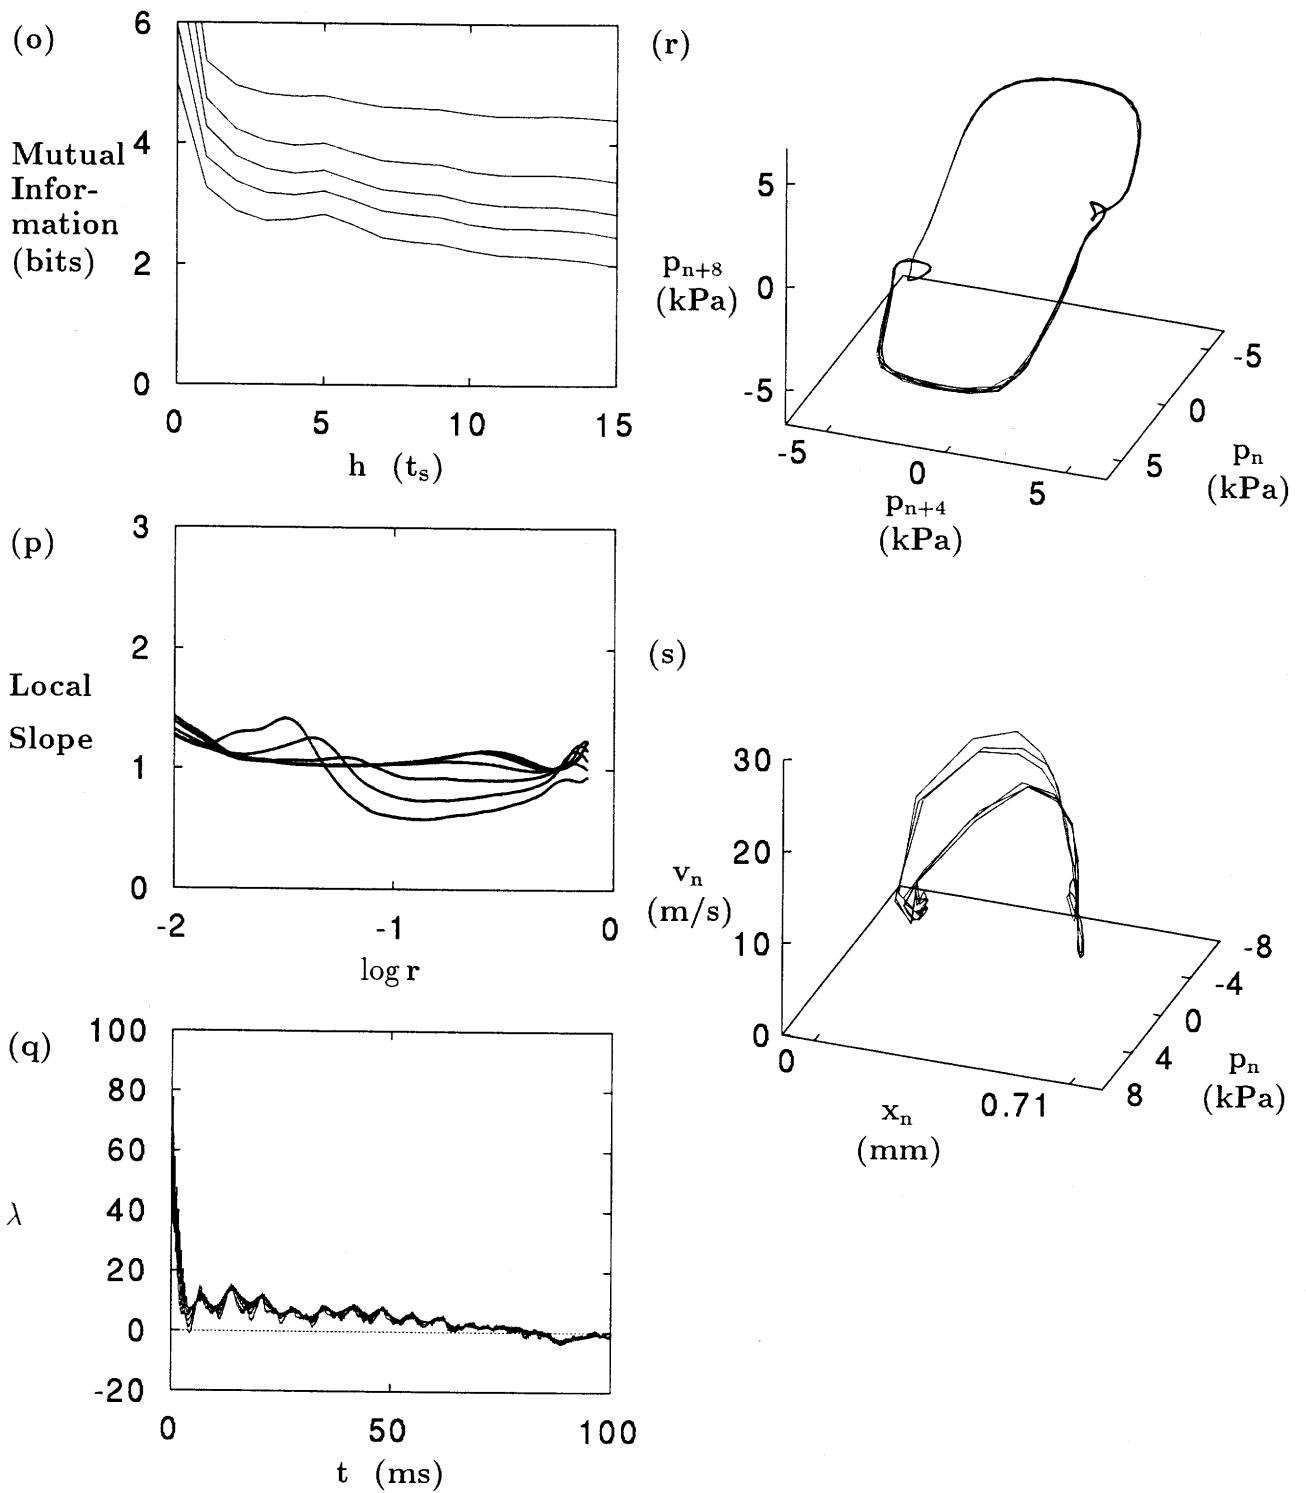 (o)
6
4
2
0
Mutual
Infor-
mation
(bits)
0 5 10 15
h (tₛ)
(p)
3
2
1
0
Local
Slope
-2 -1 0
log r
(q)
100
80
60
40
20
0
-20
λ
0 50 100
t (ms)
(r)
5
0
-5
pₙ₊₈
(kPa)
-5 0 5
pₙ₊₄
(kPa)
-5
0
5
pₙ
(kPa)
(s)
30
20
10
0
vₙ
(m/s)
0 0.71
xₙ
(mm)
-8
-4
0
4
8
pₙ
(kPa)